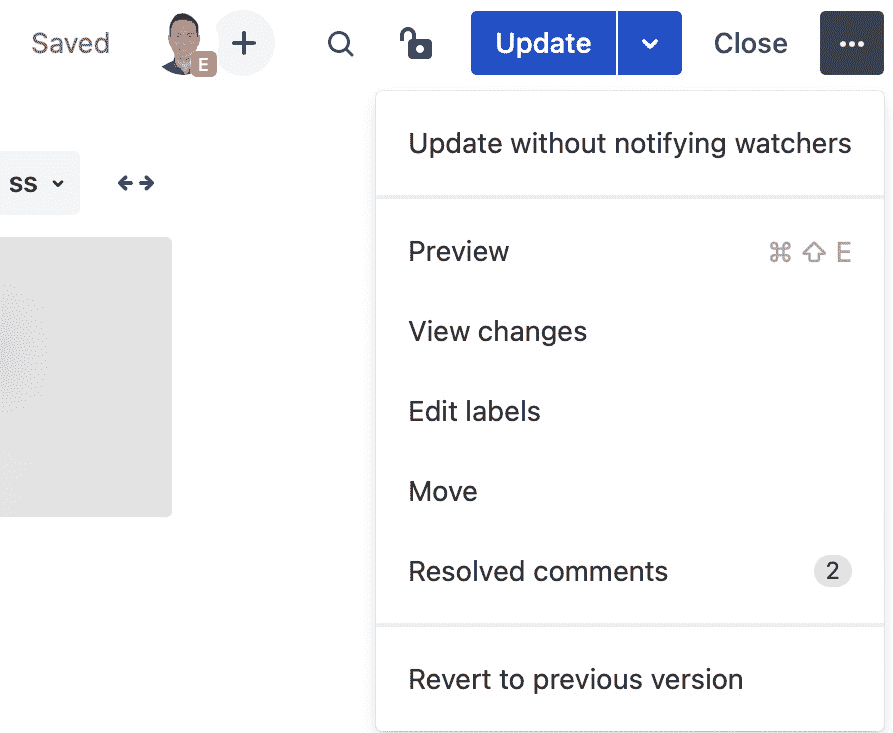 Saved
E
Update
Close
ss
Update without notifying watchers
Preview ⌘ ⇧ E
View changes
Edit labels
Move
Resolved comments 2
Revert to previous version